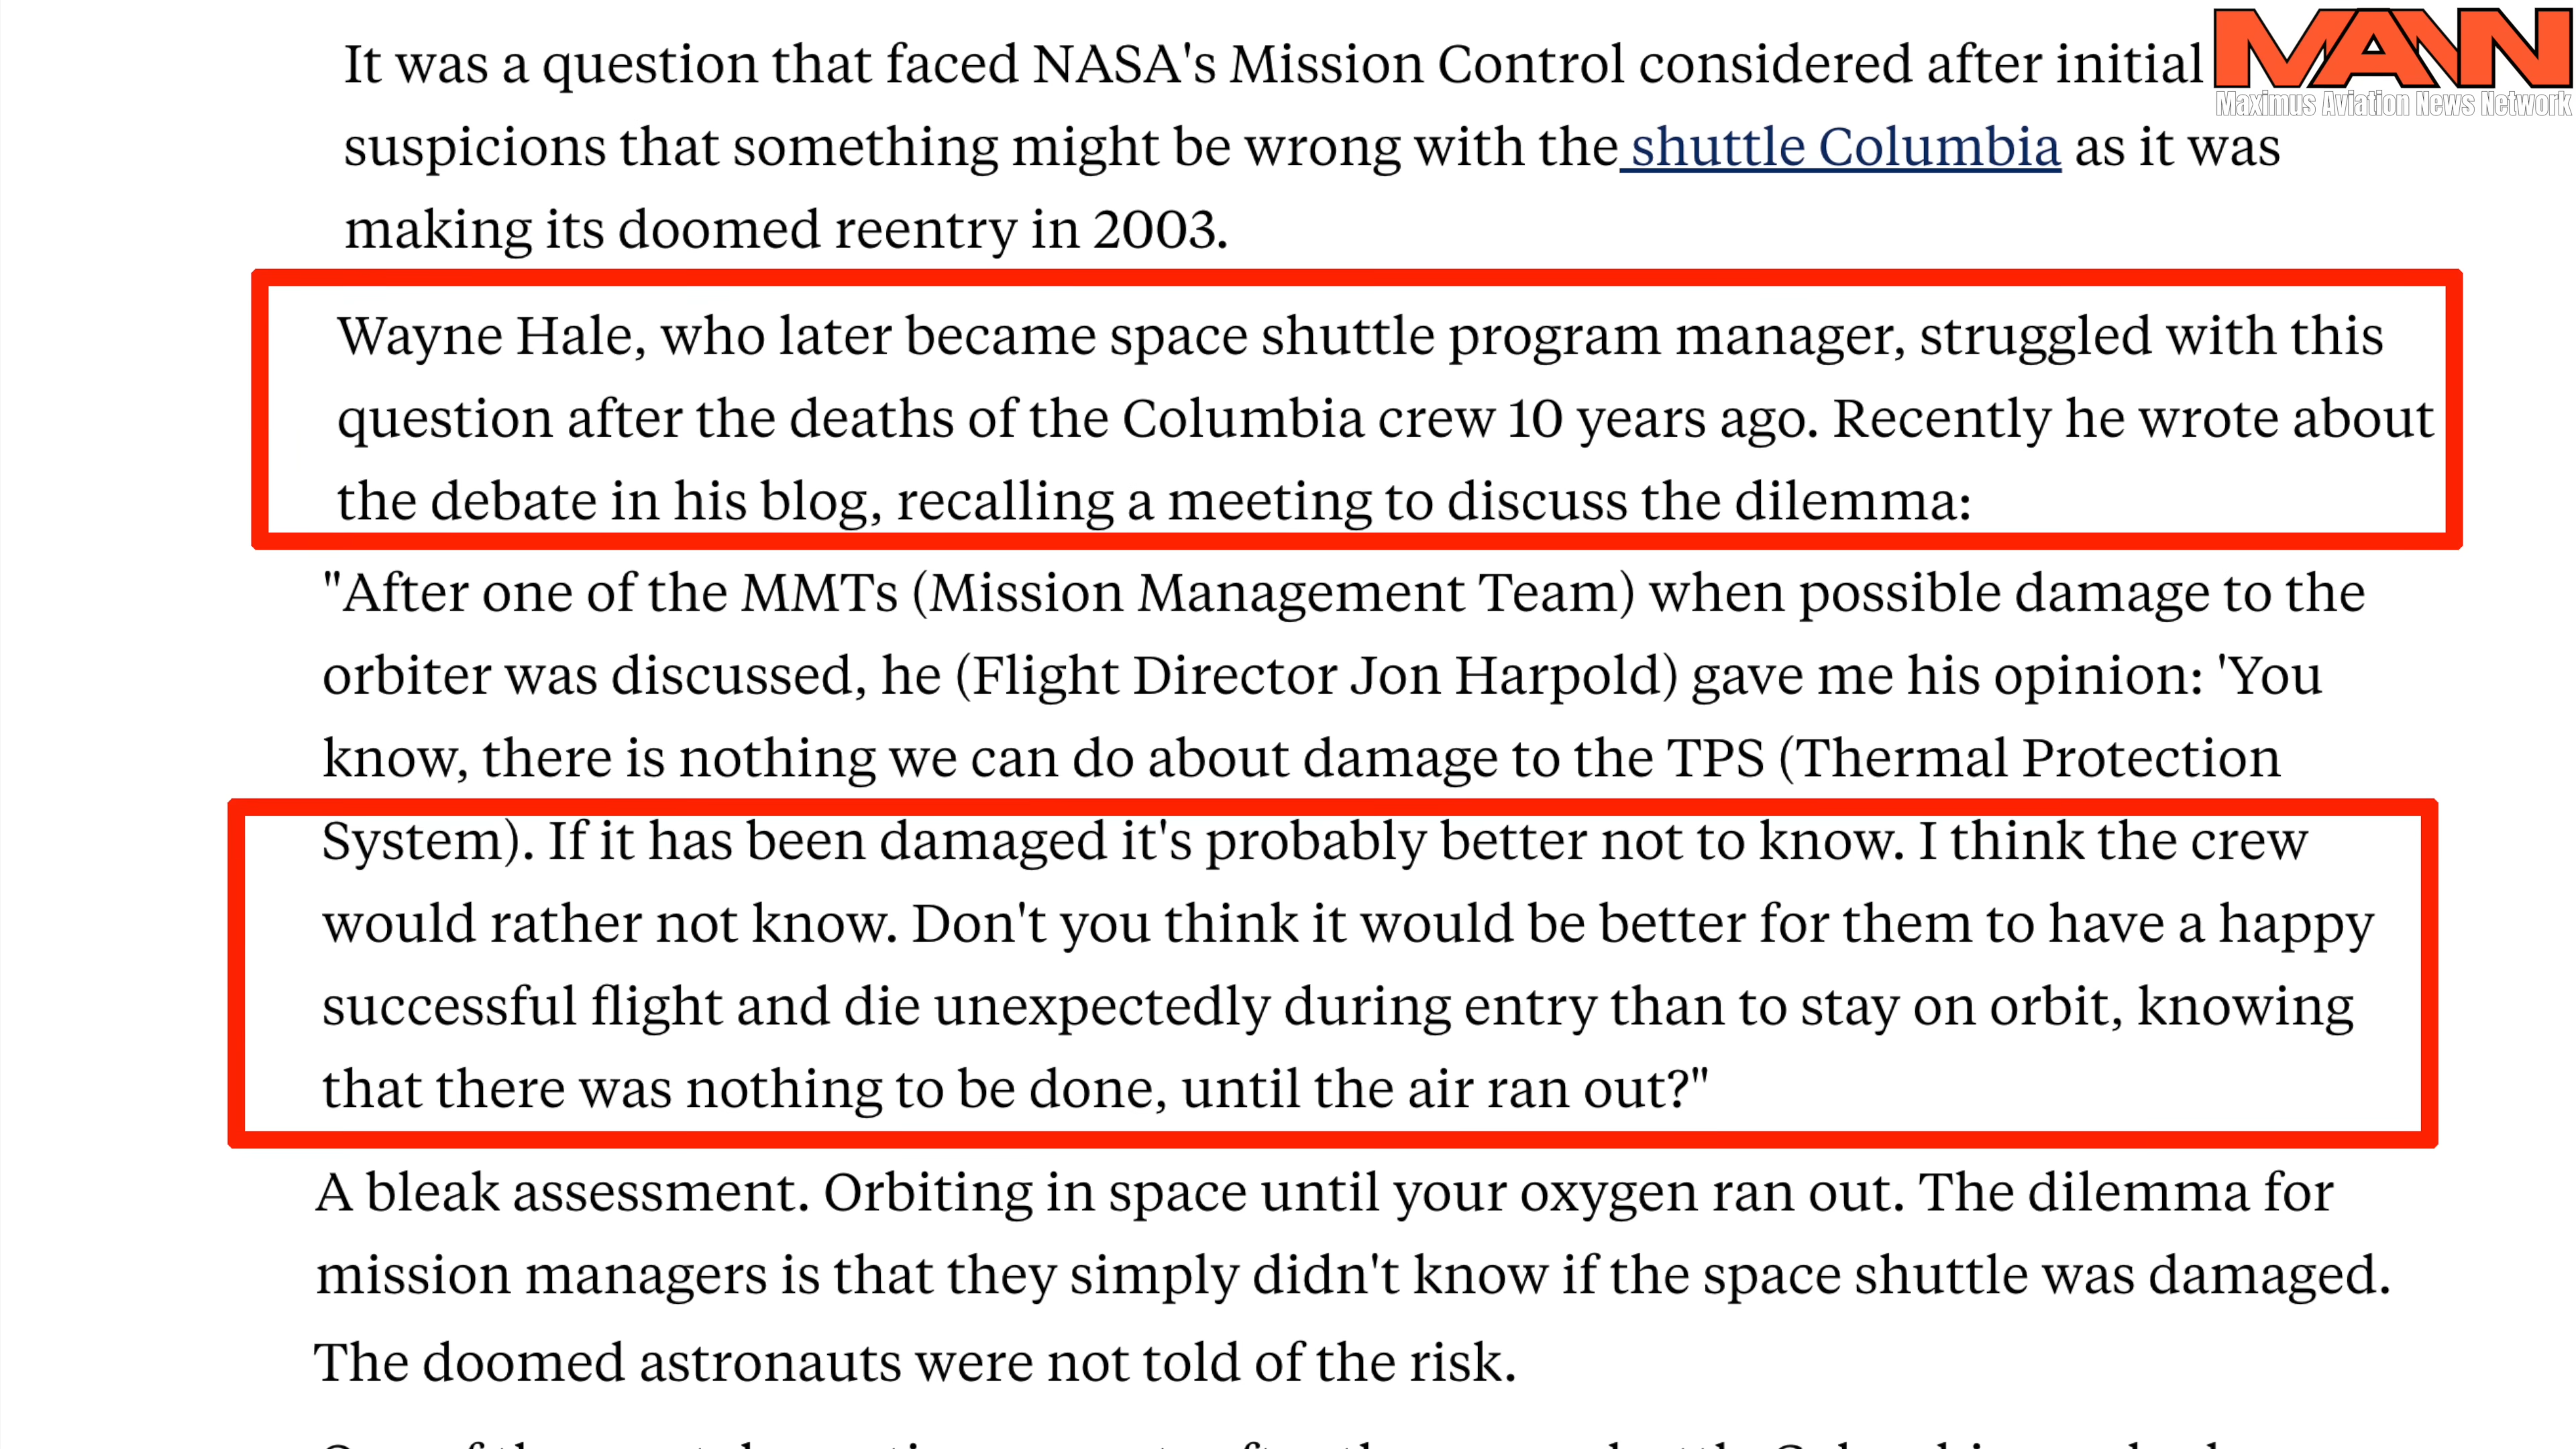 It was a question that faced NASA's Mission Control considered after initial
MANN
Maximus Aviation News Network
suspicions that something might be wrong with the shuttle Columbia as it was
making its doomed reentry in 2003.
Wayne Hale, who later became space shuttle program manager, struggled with this
question after the deaths of the Columbia crew 10 years ago. Recently he wrote about
the debate in his blog, recalling a meeting to discuss the dilemma:
"After one of the MMTs (Mission Management Team) when possible damage to the
orbiter was discussed, he (Flight Director Jon Harpold) gave me his opinion: 'You
know, there is nothing we can do about damage to the TPS (Thermal Protection
System). If it has been damaged it's probably better not to know. I think the crew
would rather not know. Don't you think it would be better for them to have a happy
successful flight and die unexpectedly during entry than to stay on orbit, knowing
that there was nothing to be done, until the air ran out?"
A bleak assessment. Orbiting in space until your oxygen ran out. The dilemma for
mission managers is that they simply didn't know if the space shuttle was damaged.
The doomed astronauts were not told of the risk.